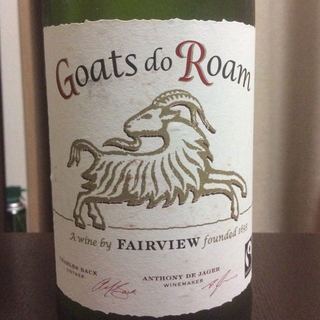 Goats do Roam
A wine by FAIRVIEW founded 1693
CHARLES BACK
ANTHONY DE JAGER
WINEMAKER